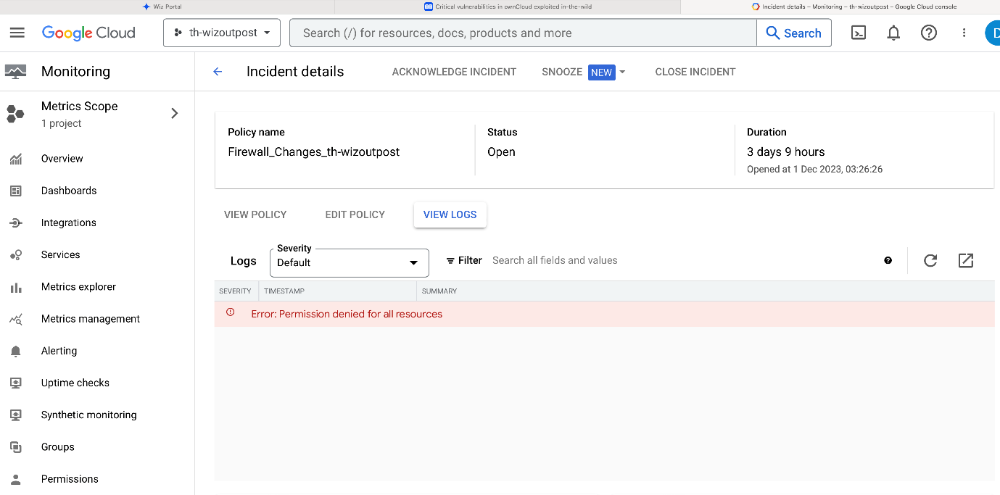 Wiz Portal
Critical vulnerabilities in ownCloud exploited in-the-wild
Incident details – Monitoring – th-wizoutpost – Google Cloud console
Google Cloud
th-wizoutpost
Search (/) for resources, docs, products and more
Search
D
Monitoring
Incident details
ACKNOWLEDGE INCIDENT
SNOOZE NEW
CLOSE INCIDENT
Metrics Scope
1 project
Overview
Dashboards
Integrations
Services
Metrics explorer
Metrics management
Alerting
Uptime checks
Synthetic monitoring
Groups
Permissions
Policy name
Firewall_Changes_th-wizoutpost
Status
Open
Duration
3 days 9 hours
Opened at 1 Dec 2023, 03:26:26
VIEW POLICY
EDIT POLICY
VIEW LOGS
Logs
Severity
Default
Filter
Search all fields and values
SEVERITY
TIMESTAMP
SUMMARY
Error: Permission denied for all resources